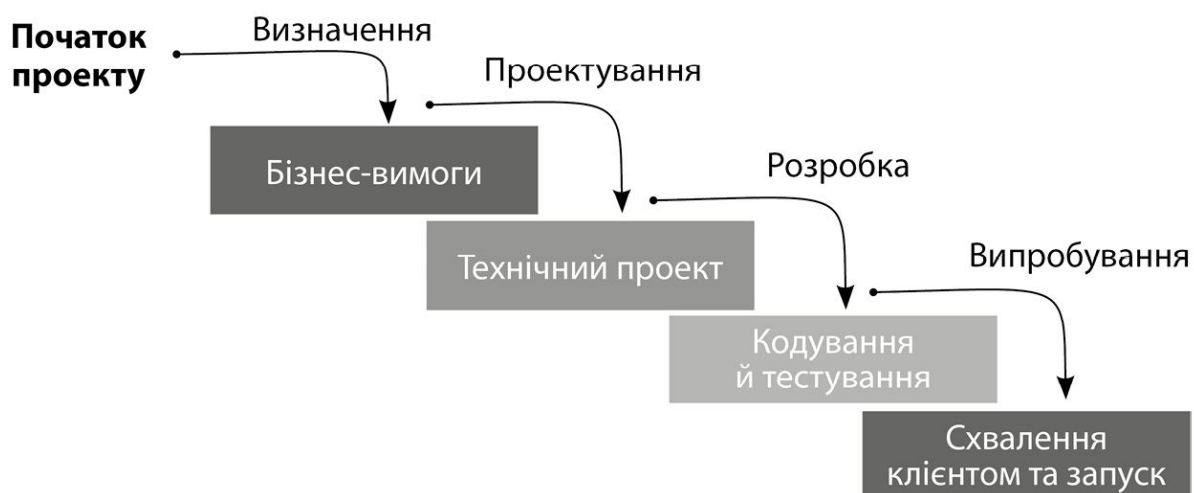 Початок
проекту
Визначення
Проектування
Бізнес-вимоги
Розробка
Технічний проект
Випробування
Кодування
й тестування
Схвалення
клієнтом та запуск